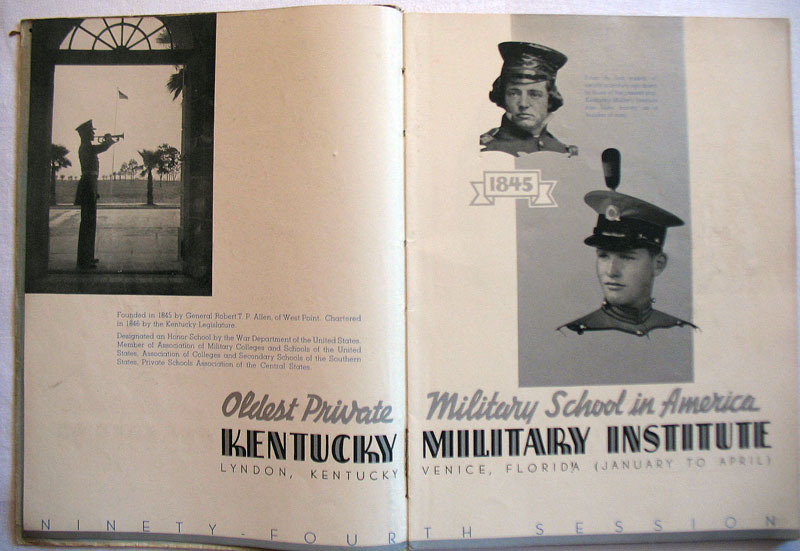 Founded in 1845 by General Robert T. P. Allen, of West Point. Chartered
in 1846 by the Kentucky Legislature.
Designated an Honor School by the War Department of the United States.
Member of Association of Military Colleges and Schools of the United
States, Association of Colleges and Secondary Schools of the Southern
States, Private Schools Association of the Central States.
1845
Oldest Private Military School in America
KENTUCKY MILITARY INSTITUTE
LYNDON, KENTUCKY VENICE, FLORIDA (JANUARY TO APRIL)
NINETY-FOURTH SESSION